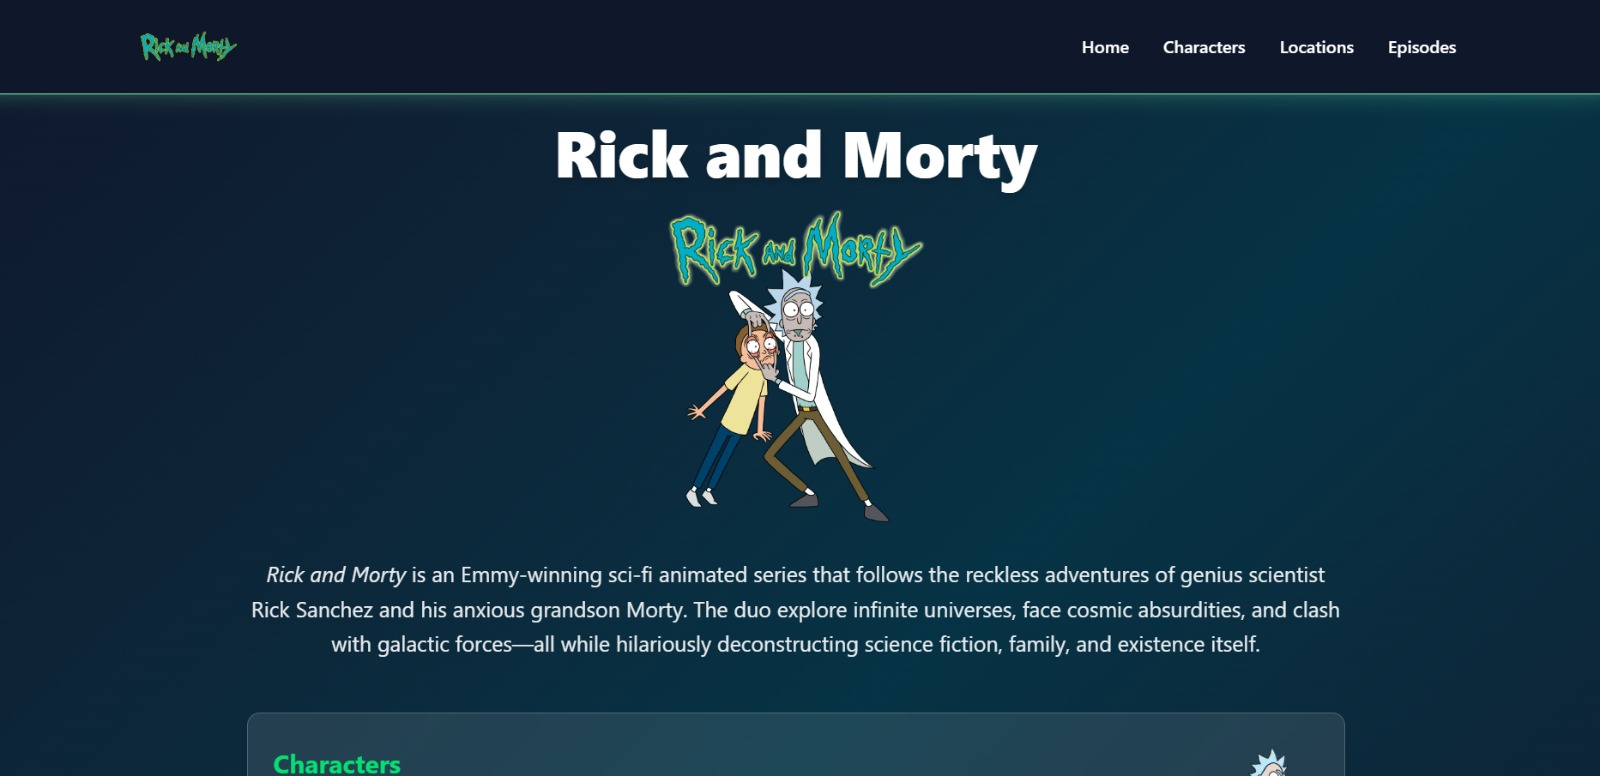 Rick and Morty
Home Characters Locations Episodes
Rick and Morty
Rick and Morty
Rick and Morty is an Emmy-winning sci-fi animated series that follows the reckless adventures of genius scientist
Rick Sanchez and his anxious grandson Morty. The duo explore infinite universes, face cosmic absurdities, and clash
with galactic forces—all while hilariously deconstructing science fiction, family, and existence itself.
Characters